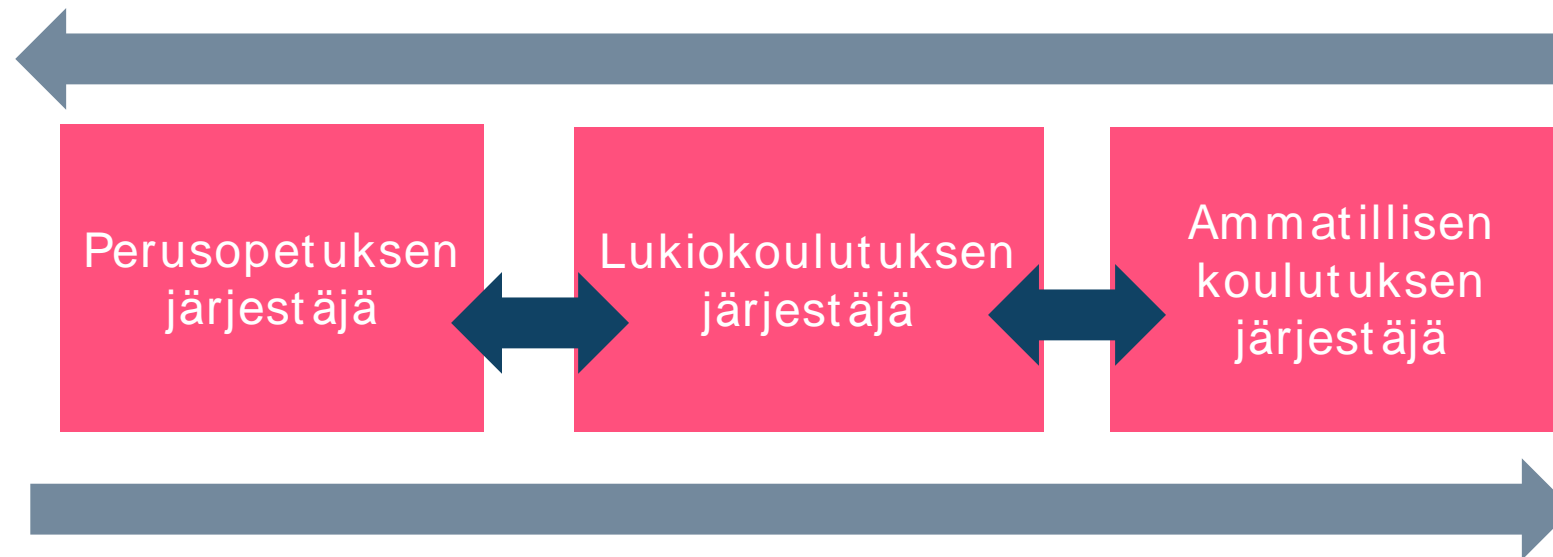 Perusopetuksen
järjestäjä
Lukiokoulutuksen
järjestäjä
Ammatillisen
koulutuksen
järjestäjä